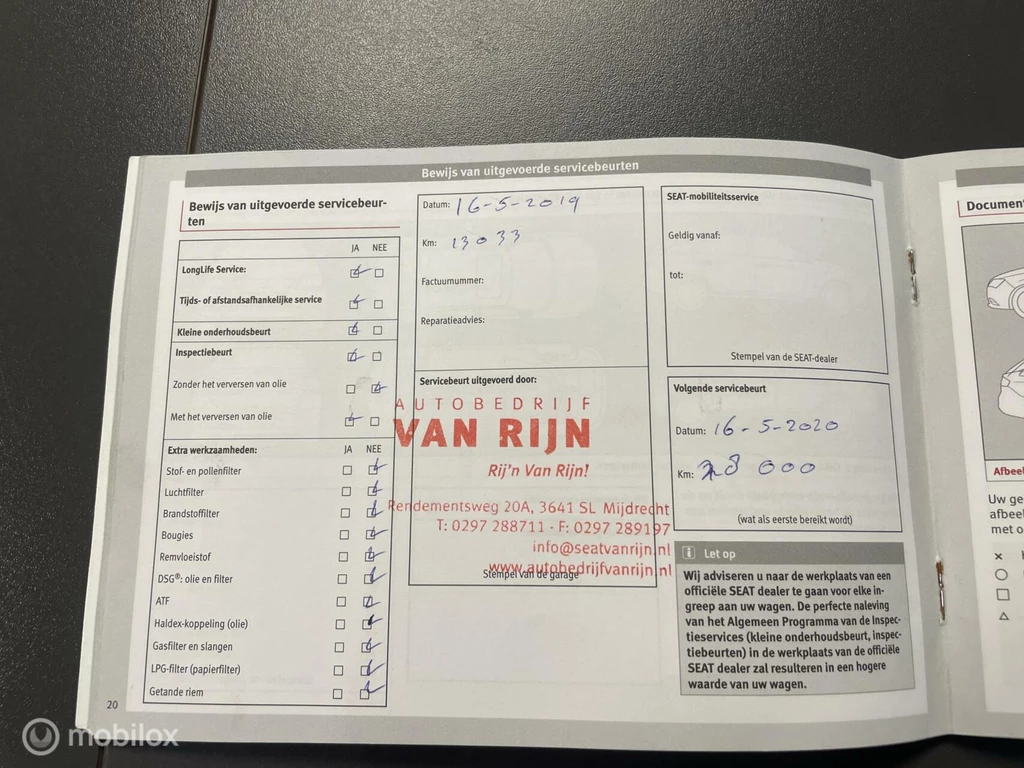 Bewijs van uitgevoerde servicebeurten
Bewijs van uitgevoerde servicebeur-
ten
JA NEE
LongLife Service:
Tijds- of afstandsafhankelijke service
Kleine onderhoudsbeurt
Inspectiebeurt
Zonder het verversen van olie
Met het verversen van olie
Extra werkzaamheden: JA NEE
Stof- en pollenfilter
Luchtfilter
Brandstoffilter
Bougies
Remvloeistof
DSG®: olie en filter
ATF
Haldex-koppeling (olie)
Gasfilter en slangen
LPG-filter (papierfilter)
Getande riem
20
Datum: 16-5-2019
Km: 13033
Factuurnummer:
Reparatieadvies:
Servicebeurt uitgevoerd door:
AUTOBEDRIJF
VAN RIJN
Rij'n Van Rijn!
Rendementsweg 20A, 3641 SL Mijdrecht
T: 0297 288711 - F: 0297 289197
info@seatvanrijn.nl
www.autobedrijfvanrijn.nl
Stempel van de garage
SEAT-mobiliteitsservice
Geldig vanaf:
tot:
Stempel van de SEAT-dealer
Volgende servicebeurt
Datum: 16-5-2020
Km: 28 000
(wat als eerste bereikt wordt)
i Let op
Wij adviseren u naar de werkplaats van een
officiële SEAT dealer te gaan voor elke in-
greep aan uw wagen. De perfecte naleving
van het Algemeen Programma van de Inspec-
tieservices (kleine onderhoudsbeurt, inspec-
tiebeurten) in de werkplaats van de officiële
SEAT dealer zal resulteren in een hogere
waarde van uw wagen.
Document
Afbeel
Uw ge
afbeel
met o
mobilox